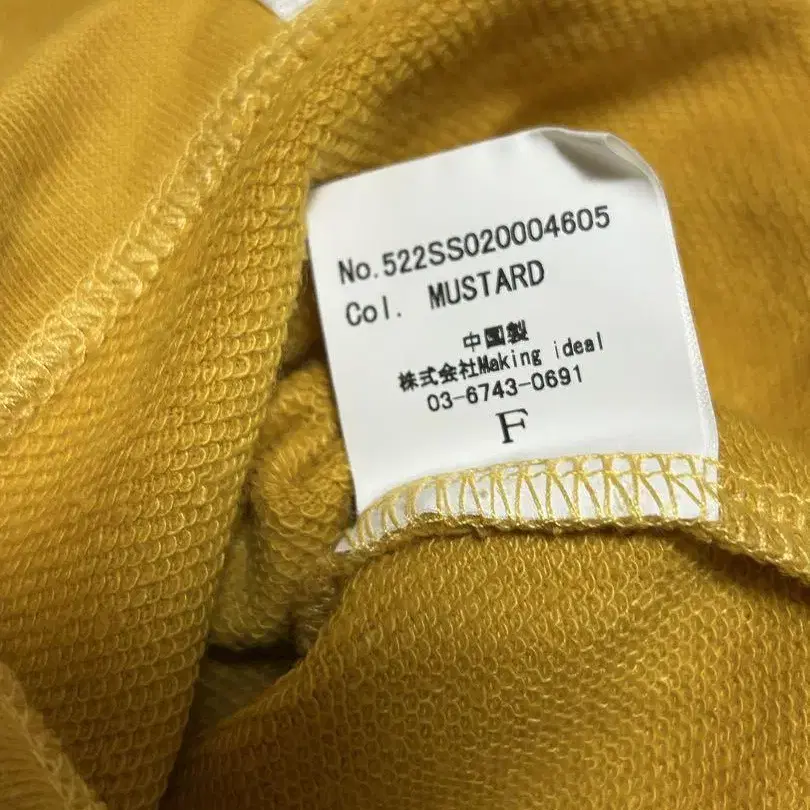 No.522SS020004605
Col. MUSTARD
中国製
株式会社Making ideal
03-6743-0691
F